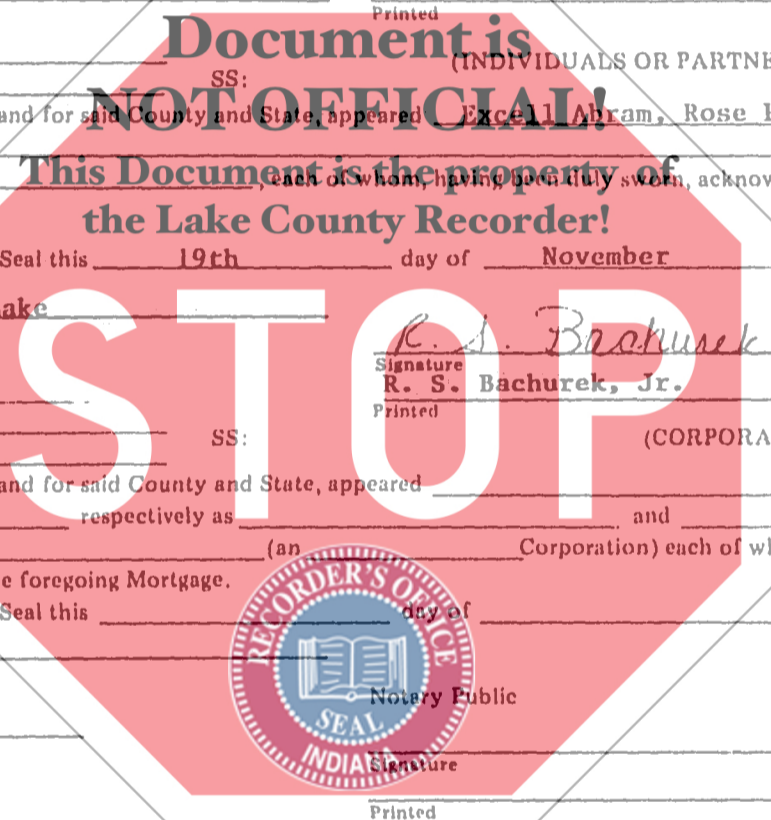 Printed
Document is
(INDIVIDUALS OR PARTNE
SS:
NOT OFFICIAL!
and for said County and State, appeared Excell Abram, Rose
This Document is the property of
, each of whom, having been duly sworn, acknow
the Lake County Recorder!
Seal this 19th day of November
ake
STOP
R. S. Bachurek
Signature
R. S. Bachurek, Jr.
Printed
SS: (CORPORA
and for said County and State, appeared
respectively as and
(an Corporation) each of wh
e foregoing Mortgage.
RECORDER'S OFFICE
Seal this day of
Notary Public
SEAL
INDIANA
Signature
Printed